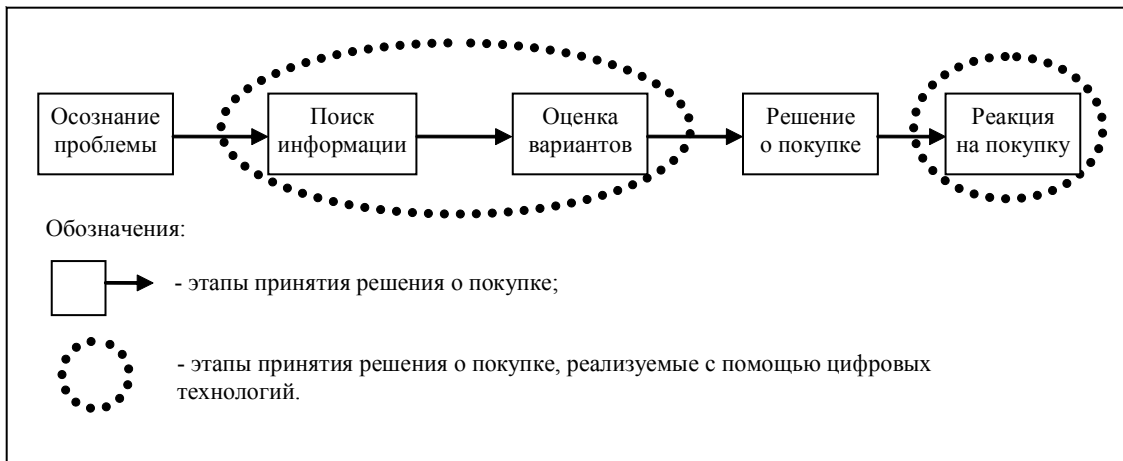 Осознание
проблемы
Поиск
информации
Оценка
вариантов
Решение
о покупке
Реакция
на покупку
Обозначения:
- этапы принятия решения о покупке;
- этапы принятия решения о покупке, реализуемые с помощью цифровых
технологий.